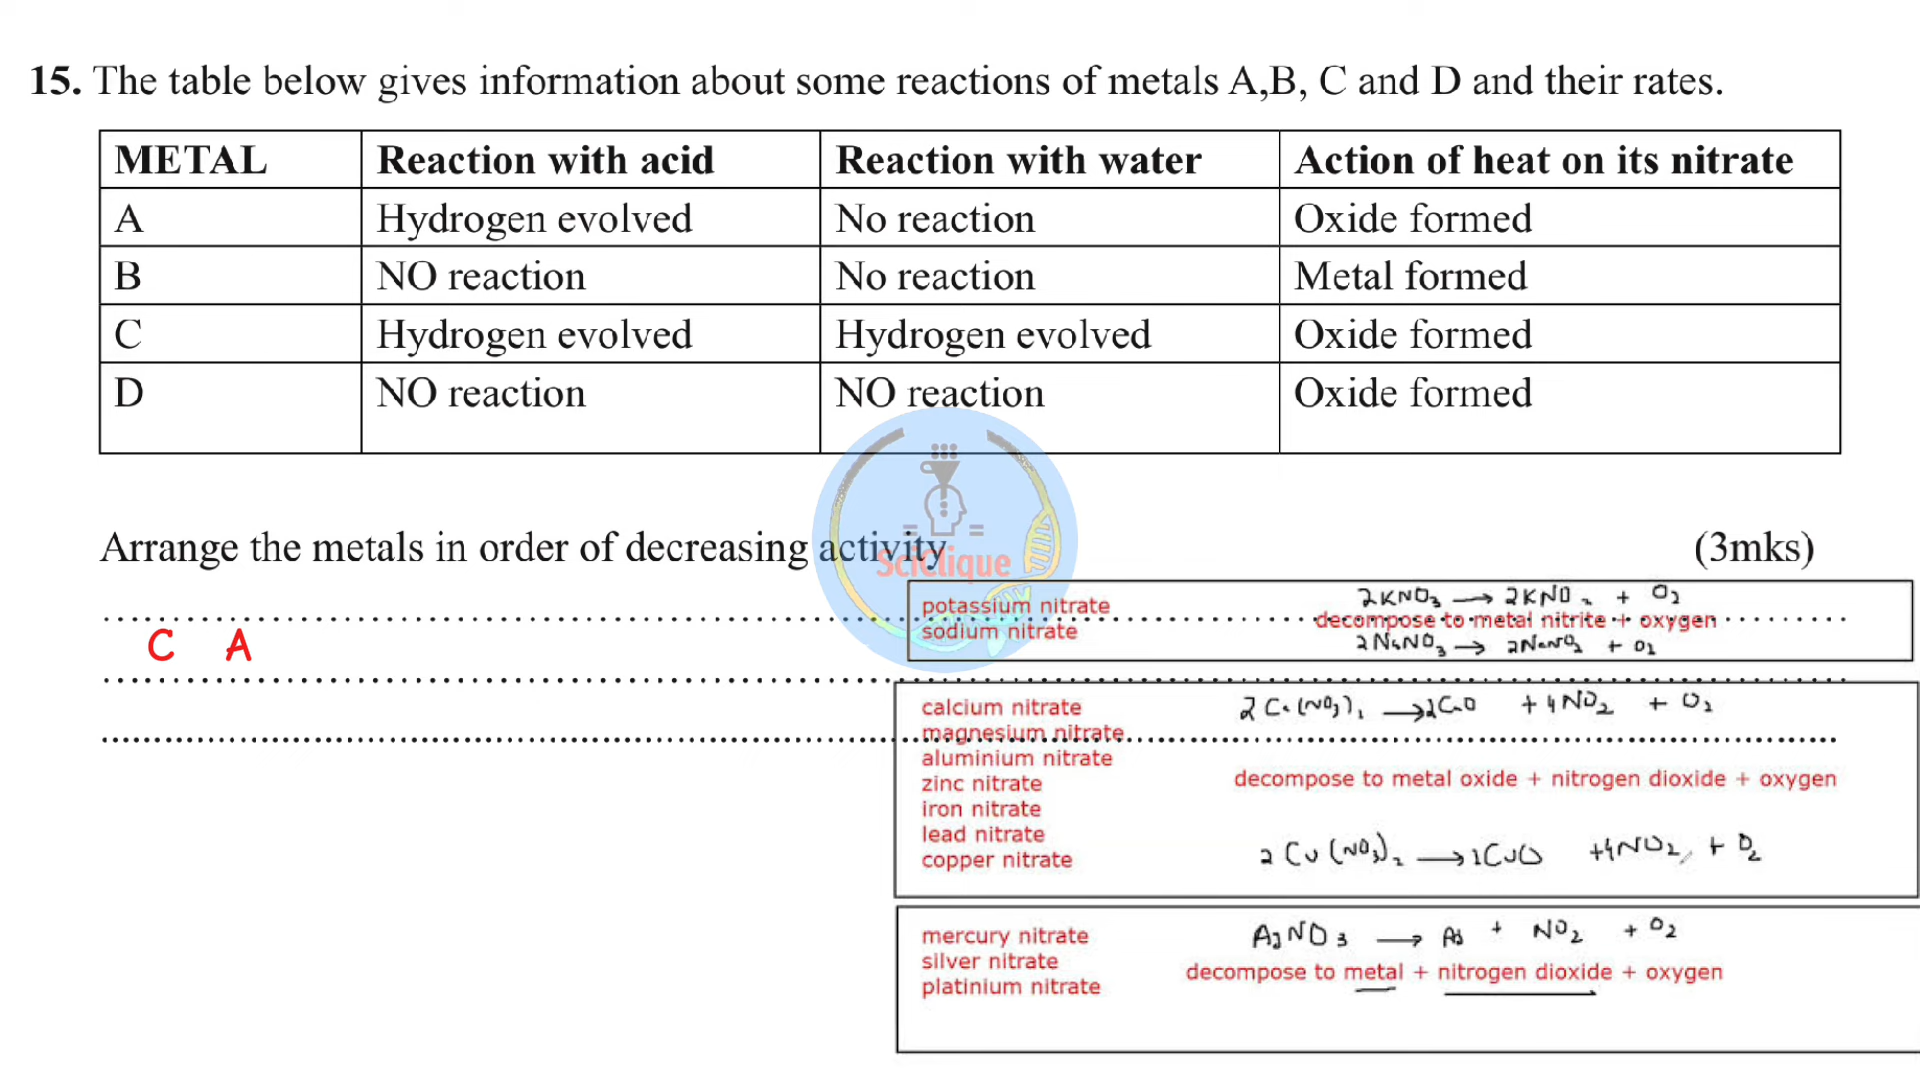 15. The table below gives information about some reactions of metals A,B, C and D and their rates.
METAL Reaction with acid Reaction with water Action of heat on its nitrate
A Hydrogen evolved No reaction Oxide formed
B NO reaction No reaction Metal formed
C Hydrogen evolved Hydrogen evolved Oxide formed
D NO reaction NO reaction Oxide formed
Arrange the metals in order of decreasing activity (3mks)
SciClique
C A
potassium nitrate 2KNO3 → 2KNO2 + O2
decompose to metal nitrite + oxygen
sodium nitrate 2NaNO3 → 2NaNO2 + O2
calcium nitrate 2Ca(NO3)2 → 2CaO + 4NO2 + O2
magnesium nitrate
aluminium nitrate
zinc nitrate decompose to metal oxide + nitrogen dioxide + oxygen
iron nitrate
lead nitrate
copper nitrate 2Cu(NO3)2 → 2CuO + 4NO2 + O2
mercury nitrate AgNO3 → Ag + NO2 + O2
silver nitrate decompose to metal + nitrogen dioxide + oxygen
platinium nitrate